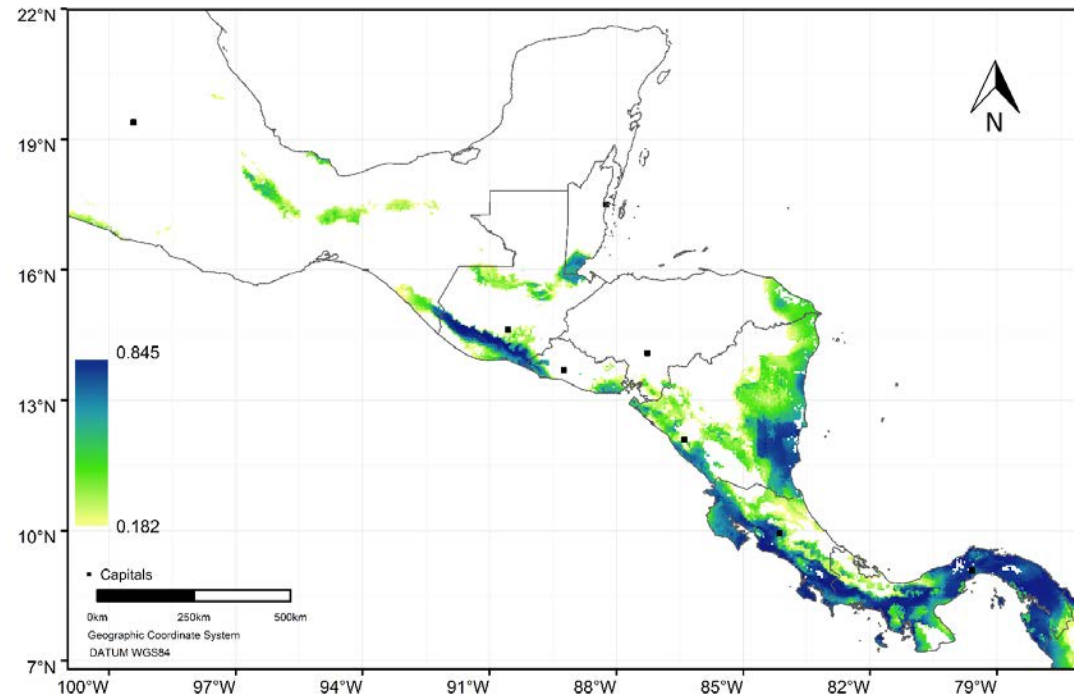 22°N
19°N
16°N
13°N
10°N
7°N
N
0.845
0.182
Capitals
0km 250km 500km
Geographic Coordinate System
DATUM WGS84
100°W 97°W 94°W 91°W 88°W 85°W 82°W 79°W